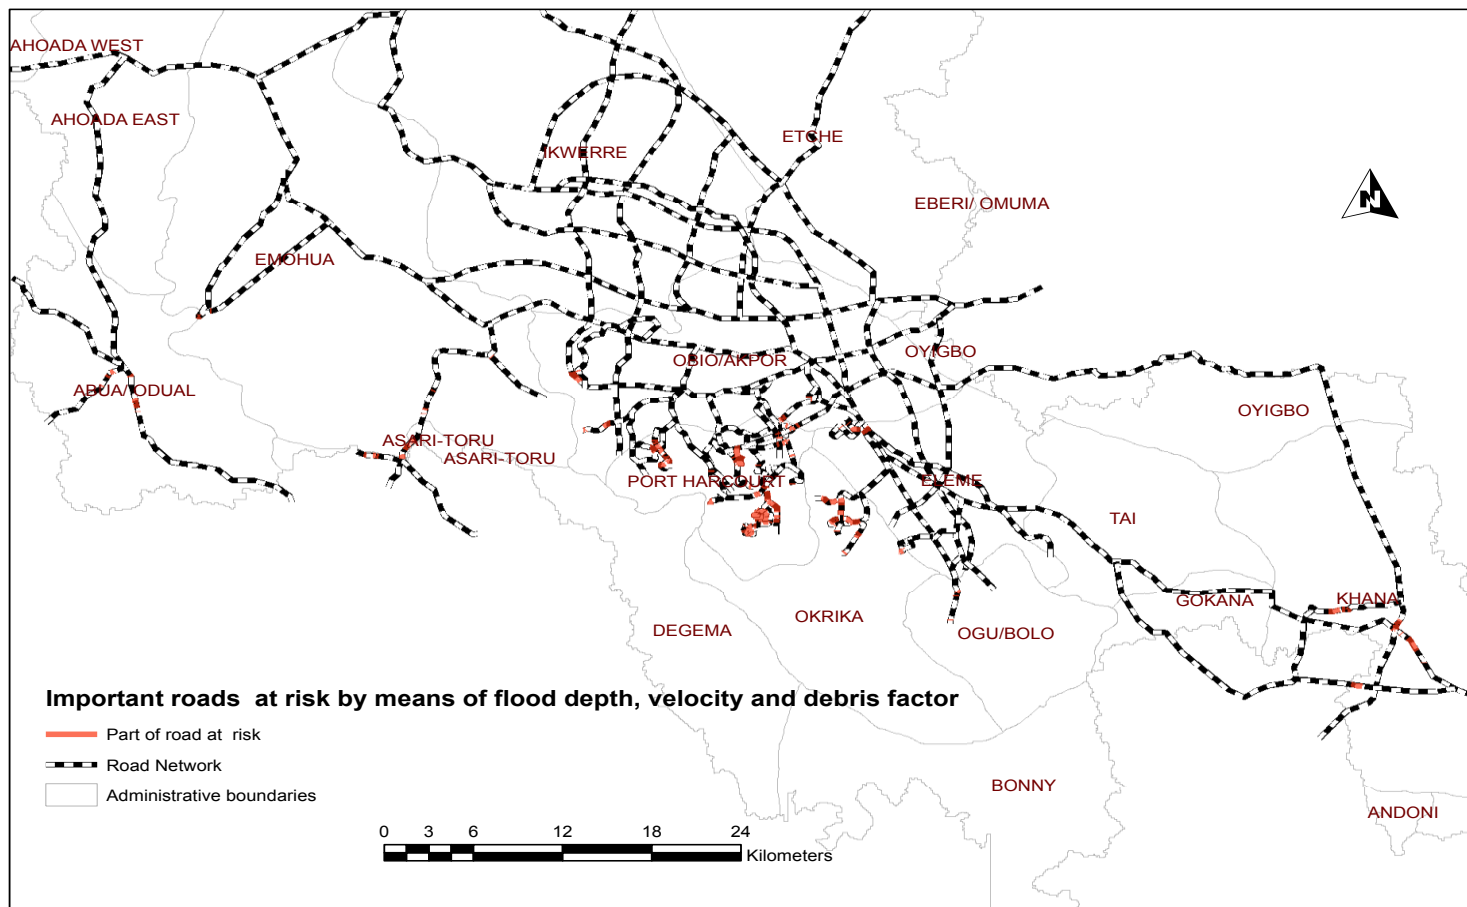 AHOADA WEST
AHOADA EAST
ETCHE
IKWERRE
EBERI/ OMUMA
N
EMOHUA
OBIO/AKPOR
OYIGBO
ABUA/ODUAL
OYIGBO
ASARI-TORU
ASARI-TORU
PORT HARCOURT
ELEME
TAI
GOKANA
KHANA
OKRIKA
DEGEMA
OGU/BOLO
Important roads at risk by means of flood depth, velocity and debris factor
Part of road at risk
Road Network
Administrative boundaries
BONNY
ANDONI
0 3 6 12 18 24
Kilometers